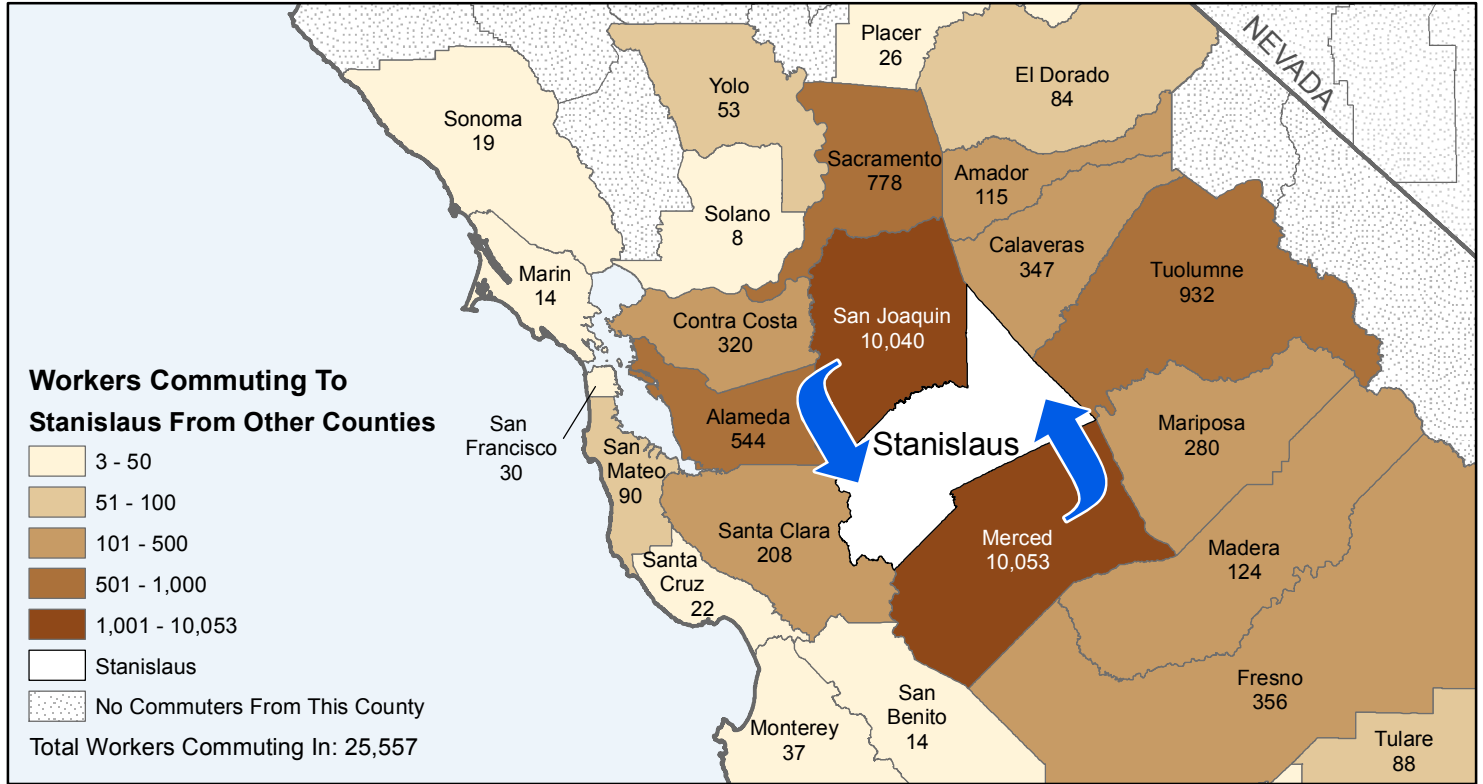 Placer
26
NEVADA
El Dorado
84
Yolo
53
Sonoma
19
Sacramento
778
Amador
115
Solano
8
Calaveras
347
Tuolumne
932
Marin
14
Contra Costa
320
San Joaquin
10,040
Alameda
544
San
Francisco
30
San
Mateo
90
Stanislaus
Mariposa
280
Santa Clara
208
Merced
10,053
Madera
124
Santa
Cruz
22
Fresno
356
San
Benito
14
Monterey
37
Tulare
88
Workers Commuting To
Stanislaus From Other Counties
3 - 50
51 - 100
101 - 500
501 - 1,000
1,001 - 10,053
Stanislaus
No Commuters From This County
Total Workers Commuting In: 25,557